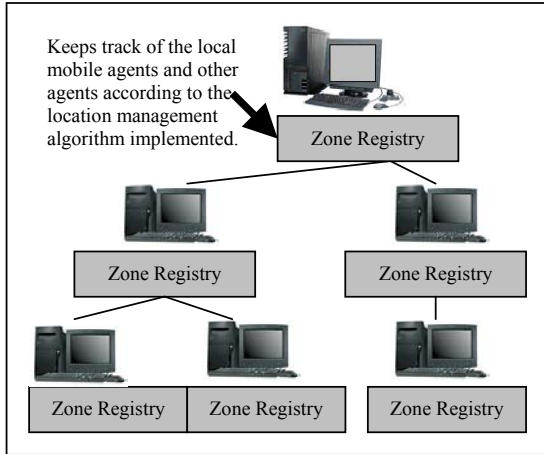 Keeps track of the local
mobile agents and other
agents according to the
location management
algorithm implemented.
Zone Registry
Zone Registry
Zone Registry
Zone Registry
Zone Registry
Zone Registry